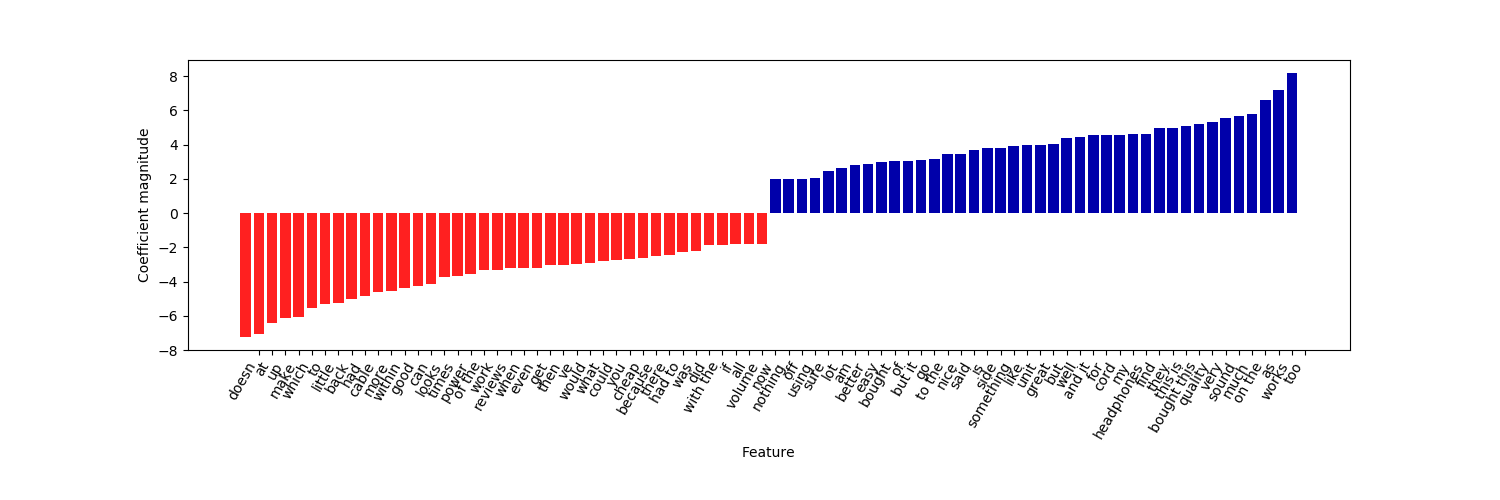 8
6
4
2
0
−2
−4
−6
−8
Coefficient magnitude
doesn
at
up
make
which
to
little
back
had
cable
more
within
good
can
looks
times
power
on the
work
reviews
when
even
get
then
ve
would
what
could
you
cheap
because
there
had to
was
did
with the
if
all
volume
now
nothing
off
using
sure
lot
am
better
easy
bought
of
but it
go
to the
nice
said
is
side
something
like
unit
great
but
well
and it
for
cord
my
headphones
find
they
this is
bought this
quality
very
sound
much
on the
as
works
too
Feature